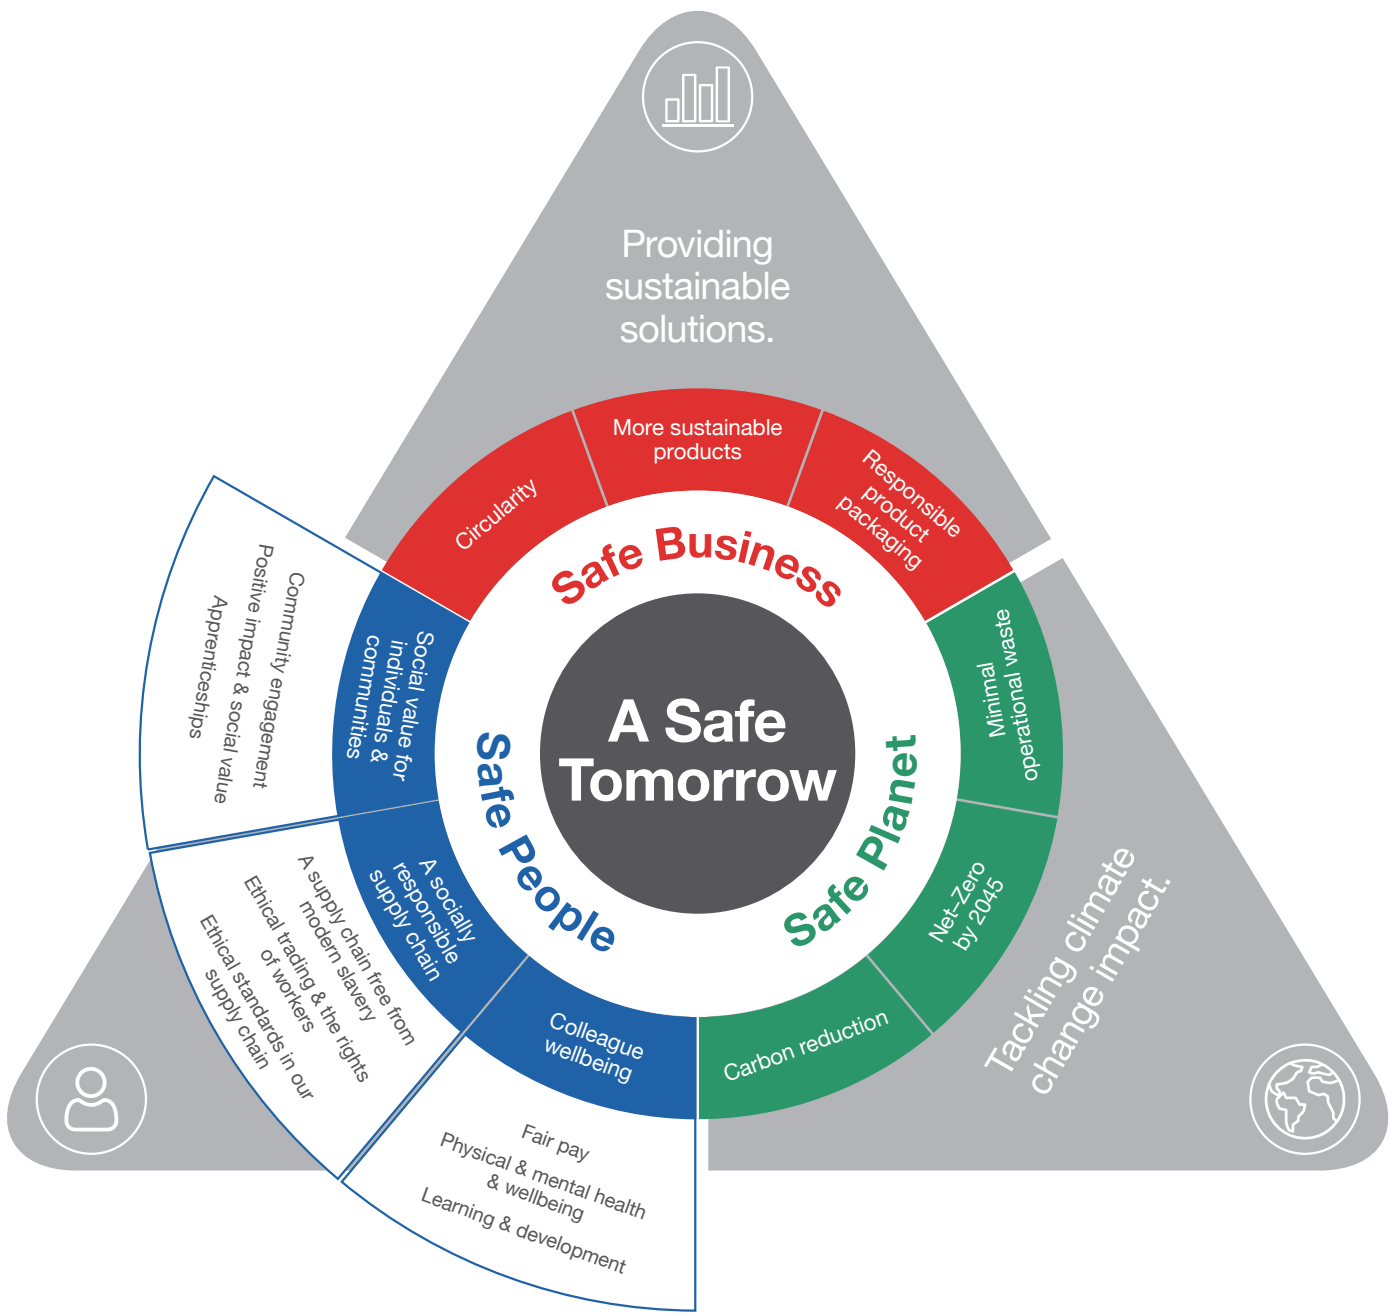 Providing
sustainable
solutions.
Circularity
More sustainable
products
Responsible
product
packaging
Safe Business
A Safe
Tomorrow
Safe People
Safe Planet
Minimal
operational waste
Net–Zero
by 2045
Carbon reduction
Tackling climate
change impact.
Social value for
individuals &
communities
Community engagement
Positive impact & social value
Apprenticeships
A socially
responsible
supply chain
A supply chain free from
modern slavery
Ethical trading & the rights
of workers
Ethical standards in our
supply chain
Colleague
wellbeing
Fair pay
Physical & mental health
& wellbeing
Learning & development